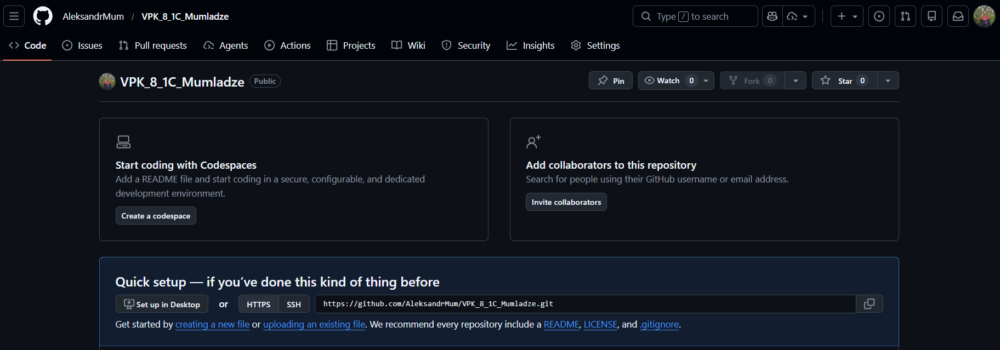 AleksandrMum / VPK_8_1C_Mumladze
Type / to search
Code Issues Pull requests Agents Actions Projects Wiki Security Insights Settings
VPK_8_1C_Mumladze Public
Pin Watch 0 Fork 0 Star 0
Start coding with Codespaces
Add a README file and start coding in a secure, configurable, and dedicated
development environment.
Create a codespace
Add collaborators to this repository
Search for people using their GitHub username or email address.
Invite collaborators
Quick setup — if you’ve done this kind of thing before
Set up in Desktop or HTTPS SSH https://github.com/AleksandrMum/VPK_8_1C_Mumladze.git
Get started by creating a new file or uploading an existing file. We recommend every repository include a README, LICENSE, and .gitignore.